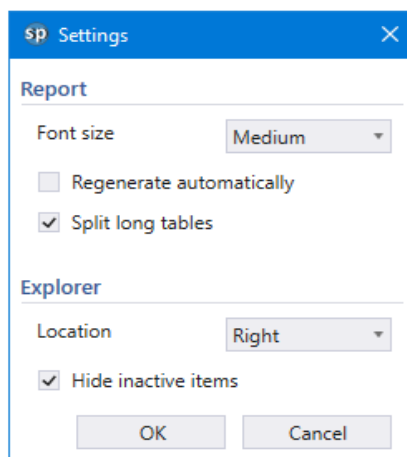 sp Settings
Report
Font size Medium
Regenerate automatically
Split long tables
Explorer
Location Right
Hide inactive items
OK Cancel